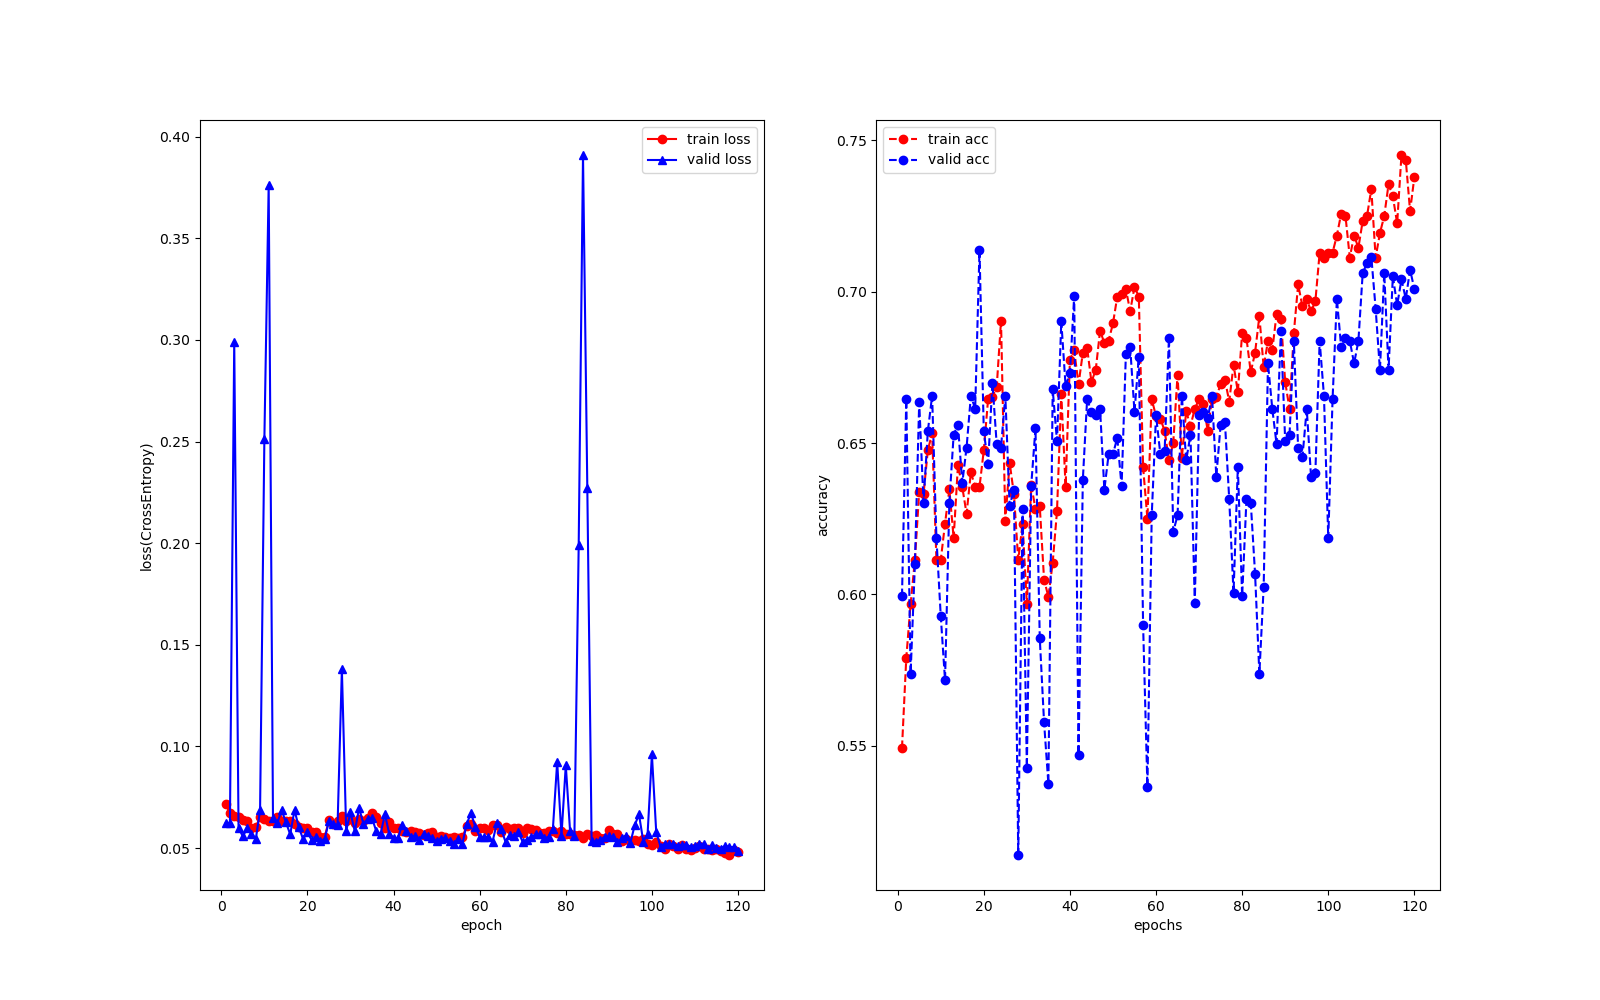 0.40
0.35
0.30
0.25
0.20
0.15
0.10
0.05
loss(CrossEntropy)
0 20 40 60 80 100 120
epoch
train loss
valid loss
0.75
0.70
0.65
0.60
0.55
accuracy
0 20 40 60 80 100 120
epochs
train acc
valid acc